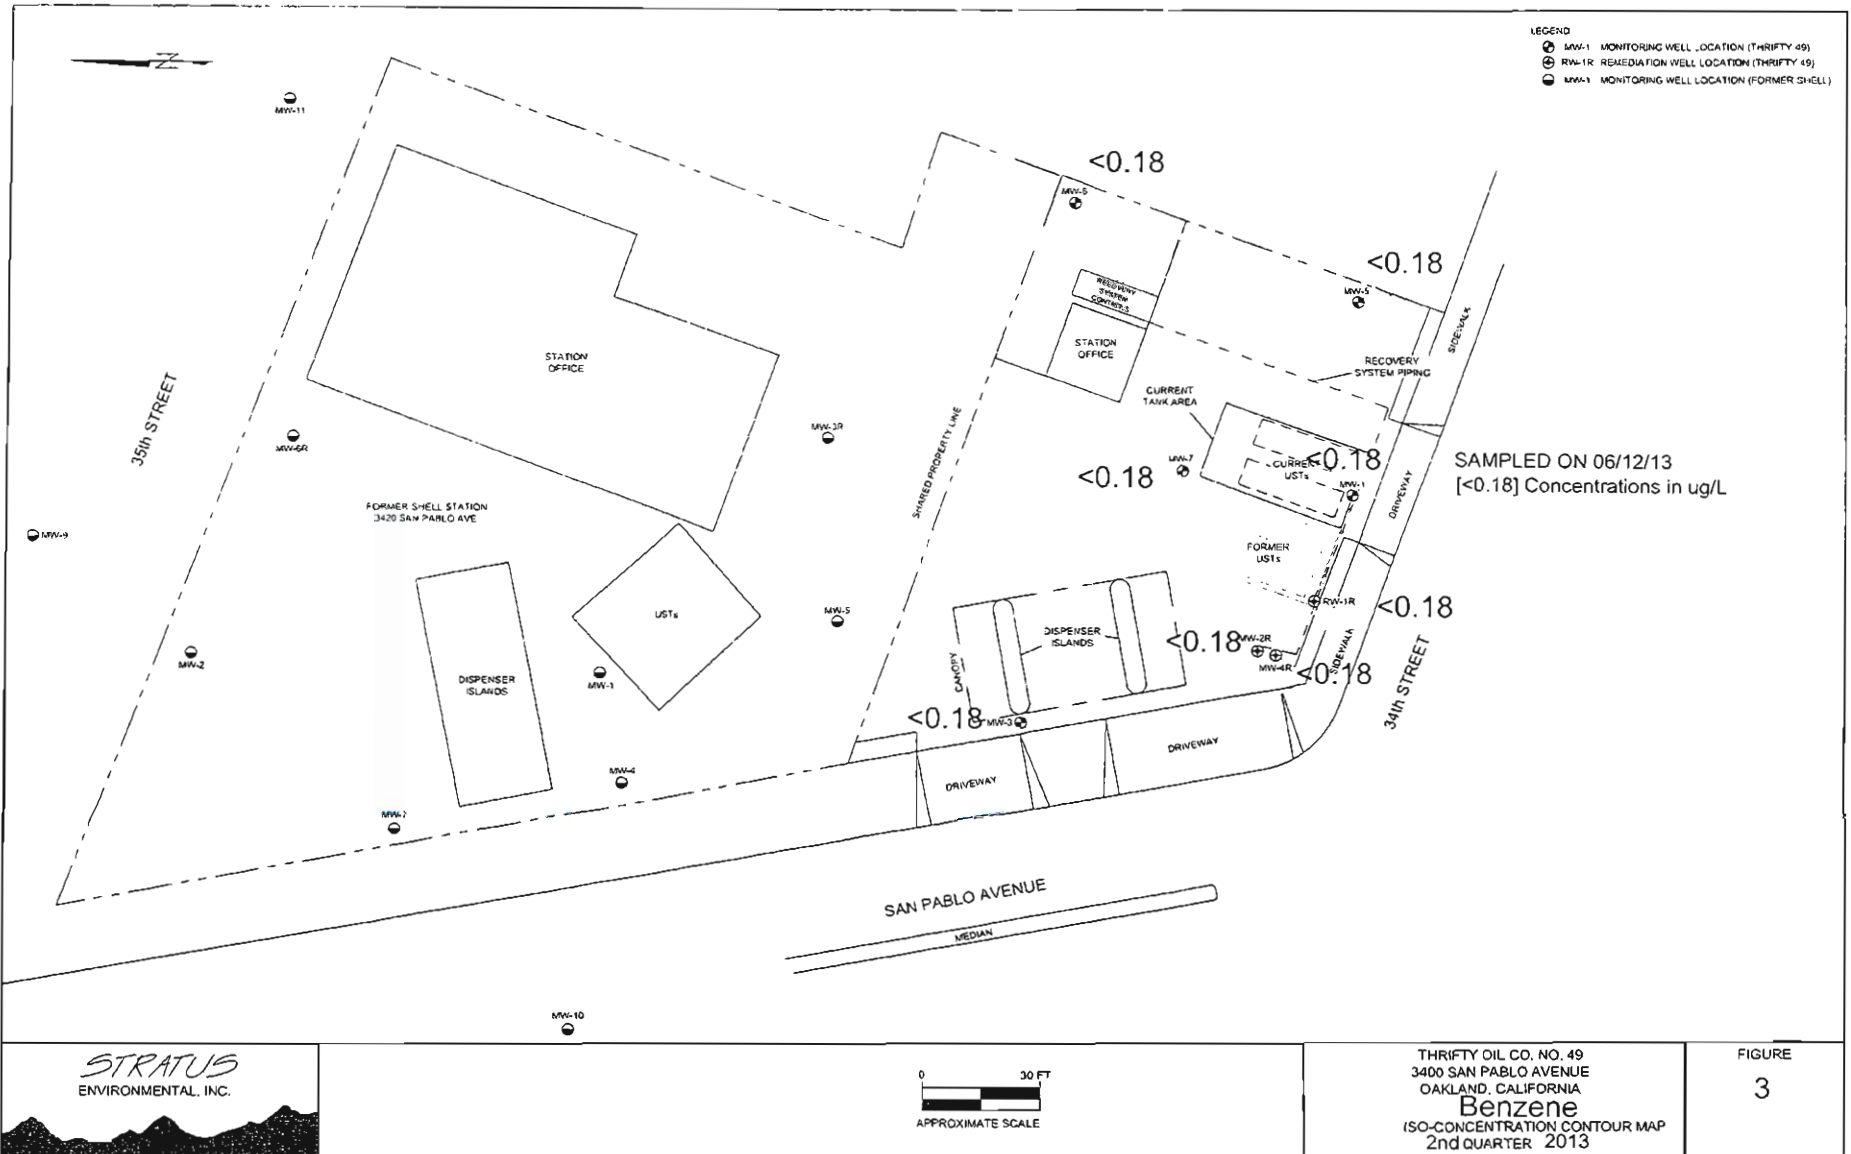 LEGEND
MW-1 MONITORING WELL LOCATION (THRIFTY 49)
RW-1R REMEDIATION WELL LOCATION (THRIFTY 49)
MW-1 MONITORING WELL LOCATION (FORMER SHELL)
Z
MW-11
<0.18
MW-6
<0.18
MW-5
SIDEWALK
RECOVERY
SYSTEM
CONTROLS
STATION
OFFICE
STATION
OFFICE
RECOVERY
SYSTEM PIPING
CURRENT
TANK AREA
35th STREET
MW-6R
MW-3R
SHARED PROPERTY LINE
MW-7
<0.18
CURRENT
USTs
<0.18
MW-1
DRIVEWAY
SAMPLED ON 06/12/13
[<0.18] Concentrations in ug/L
FORMER SHELL STATION
3420 SAN PABLO AVE
MW-9
FORMER
USTs
RW-1R
<0.18
USTs
MW-5
DISPENSER
ISLANDS
<0.18
MW-2R
MW-4R
<0.18
SIDEWALK
34th STREET
MW-2
DISPENSER
ISLANDS
MW-1
CANOPY
<0.18
MW-3
DRIVEWAY
DRIVEWAY
MW-4
MW-7
SAN PABLO AVENUE
MEDIAN
MW-10
STRATUS
ENVIRONMENTAL, INC.
0 30 FT
APPROXIMATE SCALE
THRIFTY OIL CO. NO. 49
3400 SAN PABLO AVENUE
OAKLAND, CALIFORNIA
Benzene
ISO-CONCENTRATION CONTOUR MAP
2nd QUARTER 2013
FIGURE
3